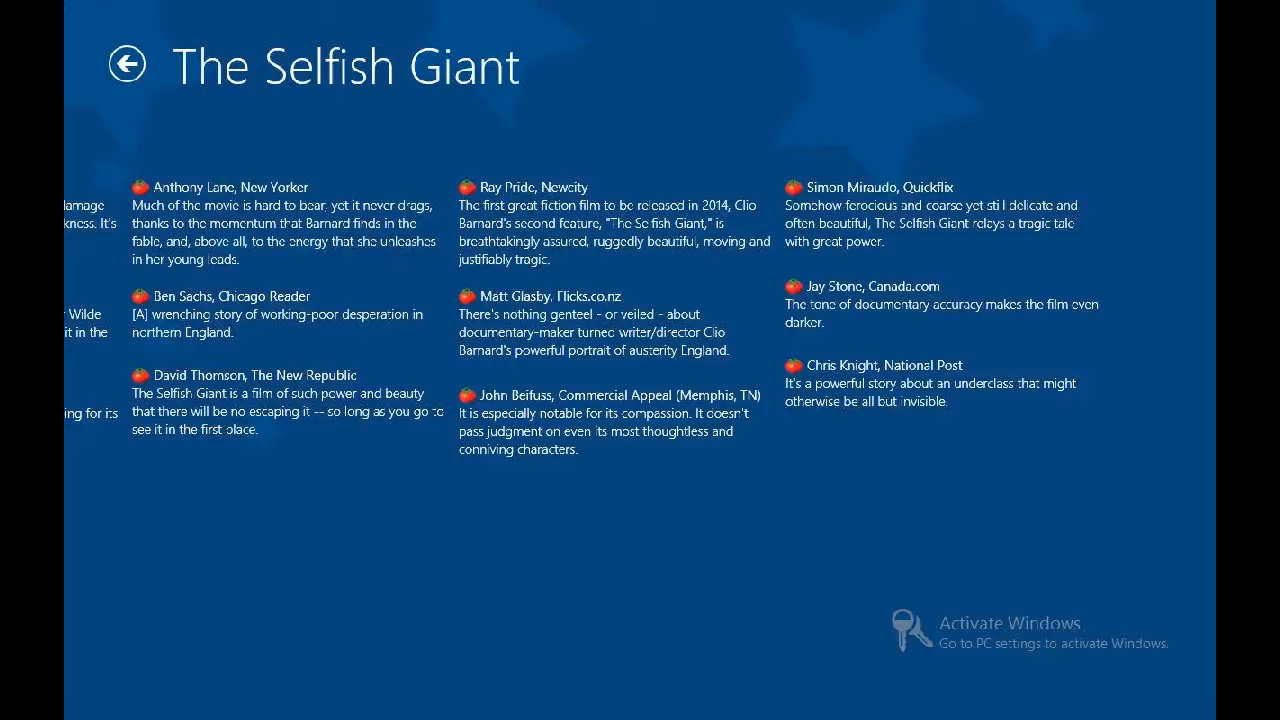 The Selfish Giant
damage
kness. It's
Wilde
it in the
ing for its
Anthony Lane, New Yorker
Much of the movie is hard to bear, yet it never drags,
thanks to the momentum that Barnard finds in the
fable, and, above all, to the energy that she unleashes
in her young leads.
Ben Sachs, Chicago Reader
[A] wrenching story of working-poor desperation in
northern England.
David Thomson, The New Republic
The Selfish Giant is a film of such power and beauty
that there will be no escaping it -- so long as you go to
see it in the first place.
Ray Pride, Newcity
The first great fiction film to be released in 2014, Clio
Barnard's second feature, "The Selfish Giant," is
breathtakingly assured, ruggedly beautiful, moving and
justifiably tragic.
Matt Glasby, Flicks.co.nz
There's nothing genteel - or veiled - about
documentary-maker turned writer/director Clio
Barnard's powerful portrait of austerity England.
John Beifuss, Commercial Appeal (Memphis, TN)
It is especially notable for its compassion. It doesn't
pass judgment on even its most thoughtless and
conniving characters.
Simon Miraudo, Quickflix
Somehow ferocious and coarse yet still delicate and
often beautiful, The Selfish Giant relays a tragic tale
with great power.
Jay Stone, Canada.com
The tone of documentary accuracy makes the film even
darker.
Chris Knight, National Post
It's a powerful story about an underclass that might
otherwise be all but invisible.
Activate Windows
Go to PC settings to activate Windows.